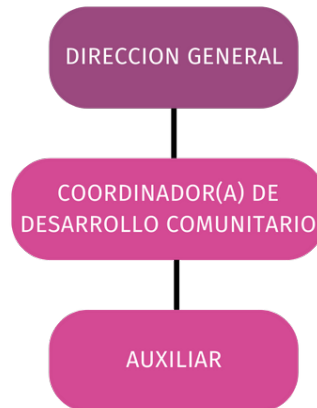 DIRECCION GENERAL
COORDINADOR(A) DE
DESARROLLO COMUNITARIO
AUXILIAR